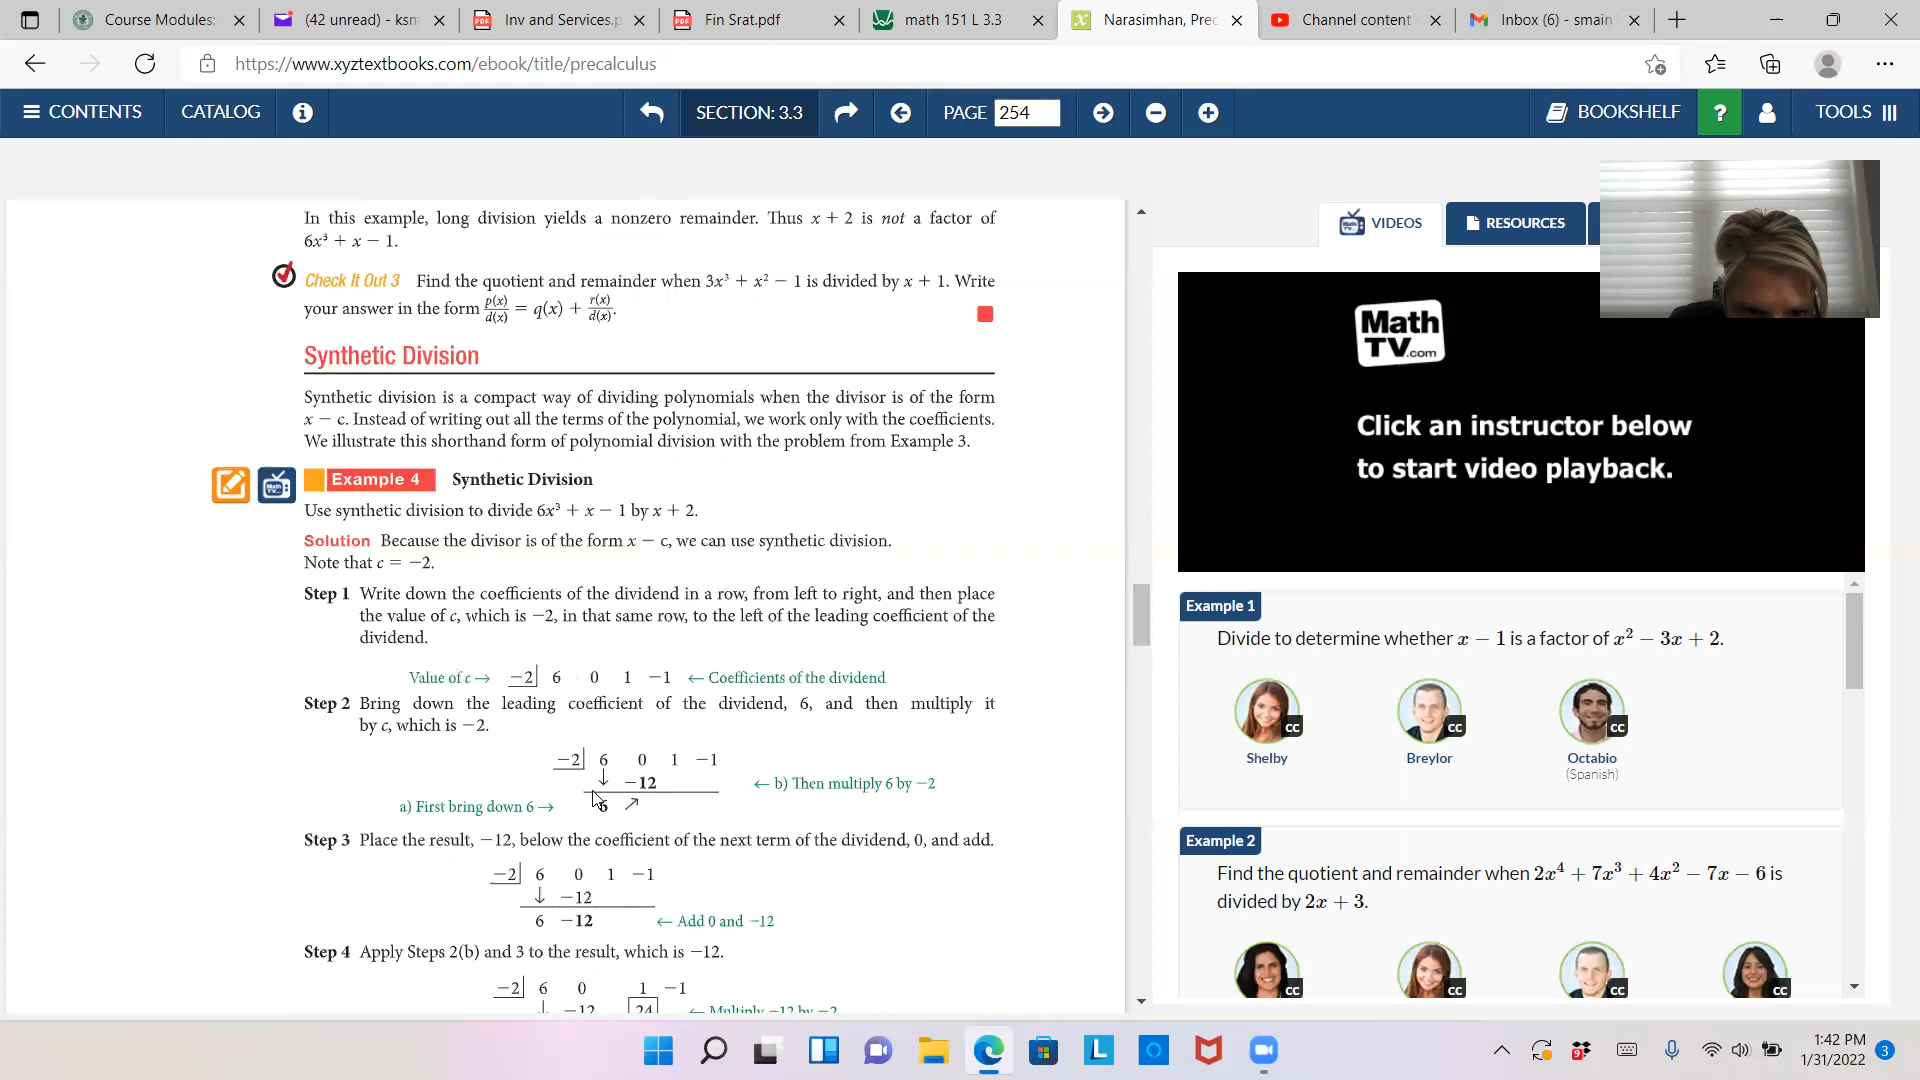 Course Modules:
(42 unread) - ksm
Inv and Services.p
Fin Srat.pdf
math 151 L 3.3
Narasimhan, Prec
Channel content
Inbox (6) - smain
https://www.xyztextbooks.com/ebook/title/precalculus
CONTENTS
CATALOG
SECTION: 3.3
PAGE 254
BOOKSHELF
?
TOOLS
In this example, long division yields a nonzero remainder. Thus x + 2 is not a factor of
6x³ + x − 1.
Check It Out 3 Find the quotient and remainder when 3x³ + x² − 1 is divided by x + 1. Write
your answer in the form p(x)/d(x) = q(x) + r(x)/d(x).
Synthetic Division
Synthetic division is a compact way of dividing polynomials when the divisor is of the form
x − c. Instead of writing out all the terms of the polynomial, we work only with the coefficients.
We illustrate this shorthand form of polynomial division with the problem from Example 3.
Example 4 Synthetic Division
Use synthetic division to divide 6x³ + x − 1 by x + 2.
Solution Because the divisor is of the form x − c, we can use synthetic division.
Note that c = −2.
Step 1 Write down the coefficients of the dividend in a row, from left to right, and then place
the value of c, which is −2, in that same row, to the left of the leading coefficient of the
dividend.
Value of c → −2 6 0 1 −1 ← Coefficients of the dividend
Step 2 Bring down the leading coefficient of the dividend, 6, and then multiply it
by c, which is −2.
−2 6 0 1 −1
↓ −12 ← b) Then multiply 6 by −2
a) First bring down 6 → 6 ↗
Step 3 Place the result, −12, below the coefficient of the next term of the dividend, 0, and add.
−2 6 0 1 −1
↓ −12
6 −12 ← Add 0 and −12
Step 4 Apply Steps 2(b) and 3 to the result, which is −12.
−2 6 0 1 −1
↓ −12 24 ← Multiply −12 by −2
VIDEOS
RESOURCES
Math
TV.com
Click an instructor below
to start video playback.
Example 1
Divide to determine whether x − 1 is a factor of x² − 3x + 2.
CC
CC
CC
Shelby
Breylor
Octabio
(Spanish)
Example 2
Find the quotient and remainder when 2x⁴ + 7x³ + 4x² − 7x − 6 is
divided by 2x + 3.
CC
CC
CC
CC
1:42 PM
1/31/2022
3